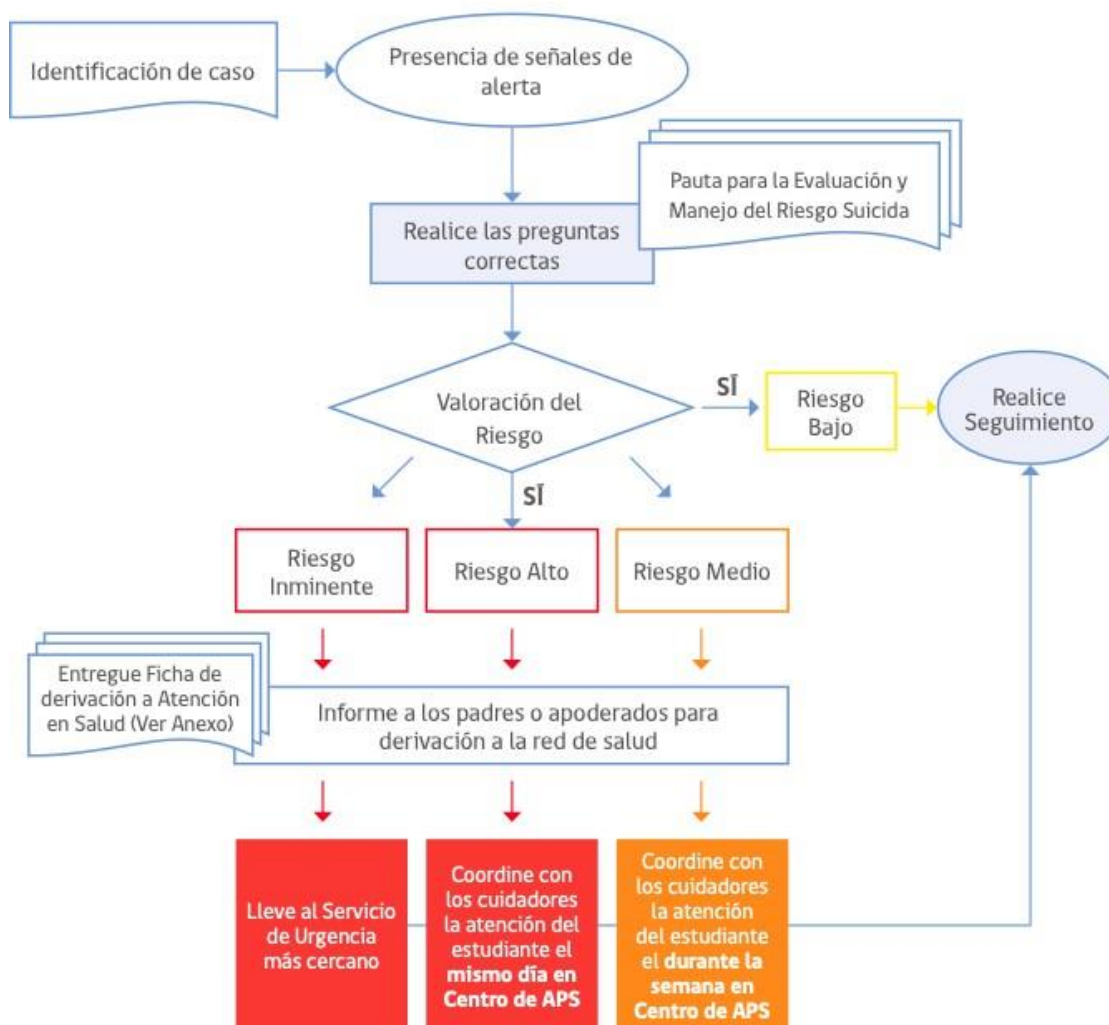 Identificación de caso
Presencia de señales de
alerta
Pauta para la Evaluación y
Manejo del Riesgo Suicida
Realice las preguntas
correctas
Valoración del
Riesgo
SÍ
Riesgo
Bajo
Realice
Seguimiento
SÍ
Riesgo
Inminente
Riesgo Alto
Riesgo Medio
Entregue Ficha de
derivación a Atención
en Salud (Ver Anexo)
Informe a los padres o apoderados para
derivación a la red de salud
Lleve al Servicio
de Urgencia
más cercano
Coordine con
los cuidadores
la atención del
estudiante el
mismo día en
Centro de APS
Coordine con
los cuidadores
la atención
del estudiante
el durante la
semana en
Centro de APS